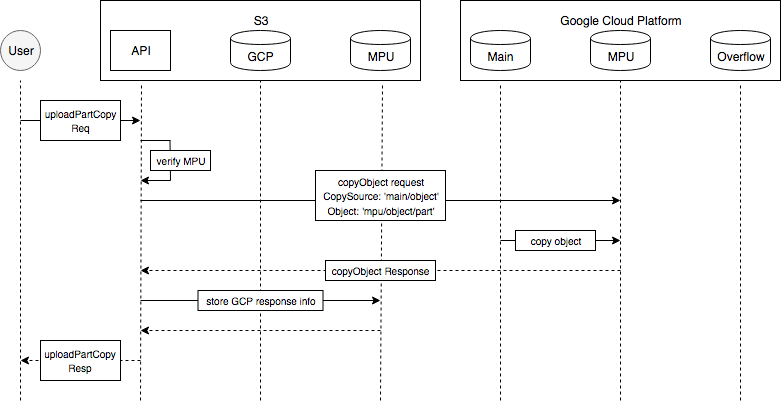 S3
Google Cloud Platform
User
API
GCP
MPU
Main
MPU
Overflow
uploadPartCopy
Req
verify MPU
copyObject request
CopySource: 'main/object'
Object: 'mpu/object/part'
copy object
copyObject Response
store GCP response info
uploadPartCopy
Resp